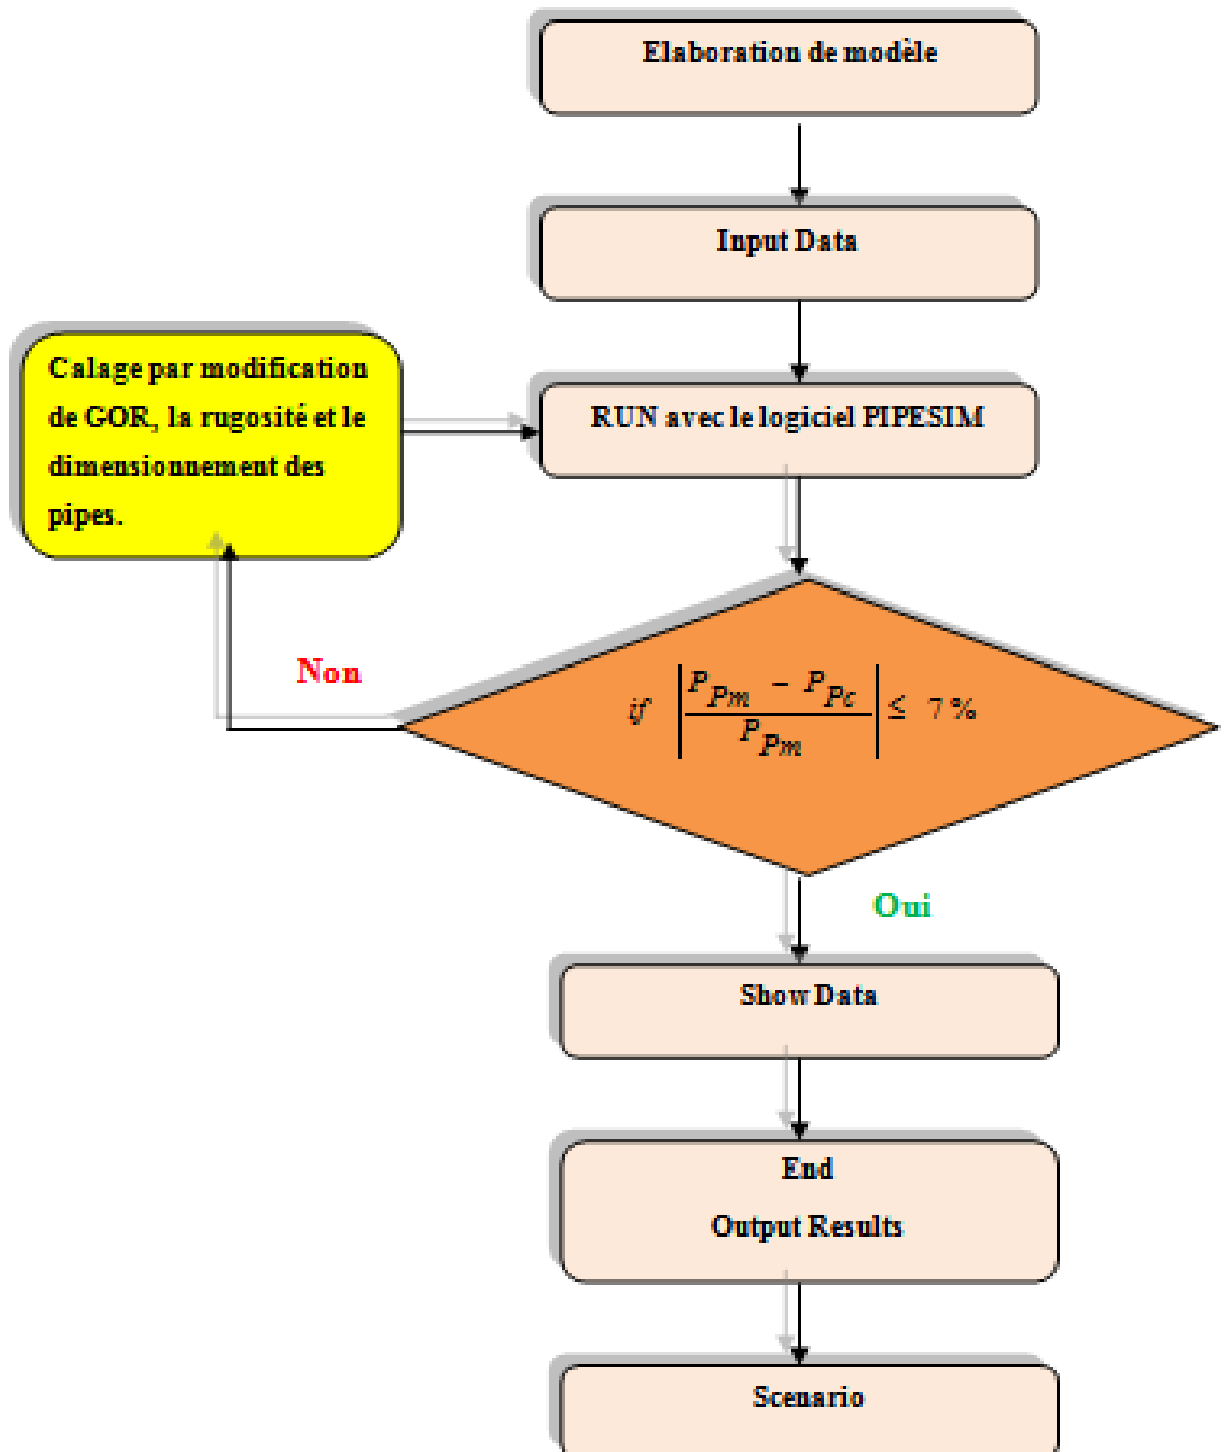 Elaboration de modèle
Input Data
Calage par modification
de GOR, la rugosité et le
dimensionnement des
pipes.
RUN avec le logiciel PIPESIM
Non
if |P_Pm − P_Pc / P_Pm| ≤ 7 %
Oui
Show Data
End
Output Results
Scenario